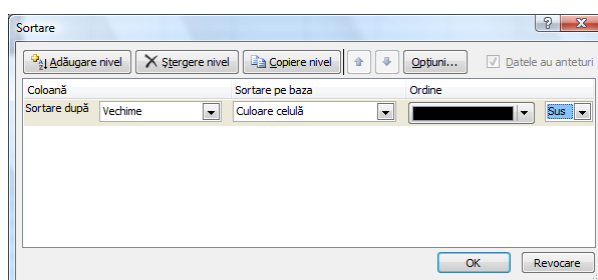 Sortare
Adăugare nivel Ștergere nivel Copiere nivel Opțiuni... Datele au anteturi
Coloană Sortare pe baza Ordine
Sortare după Vechime Culoare celulă Sus
OK Revocare